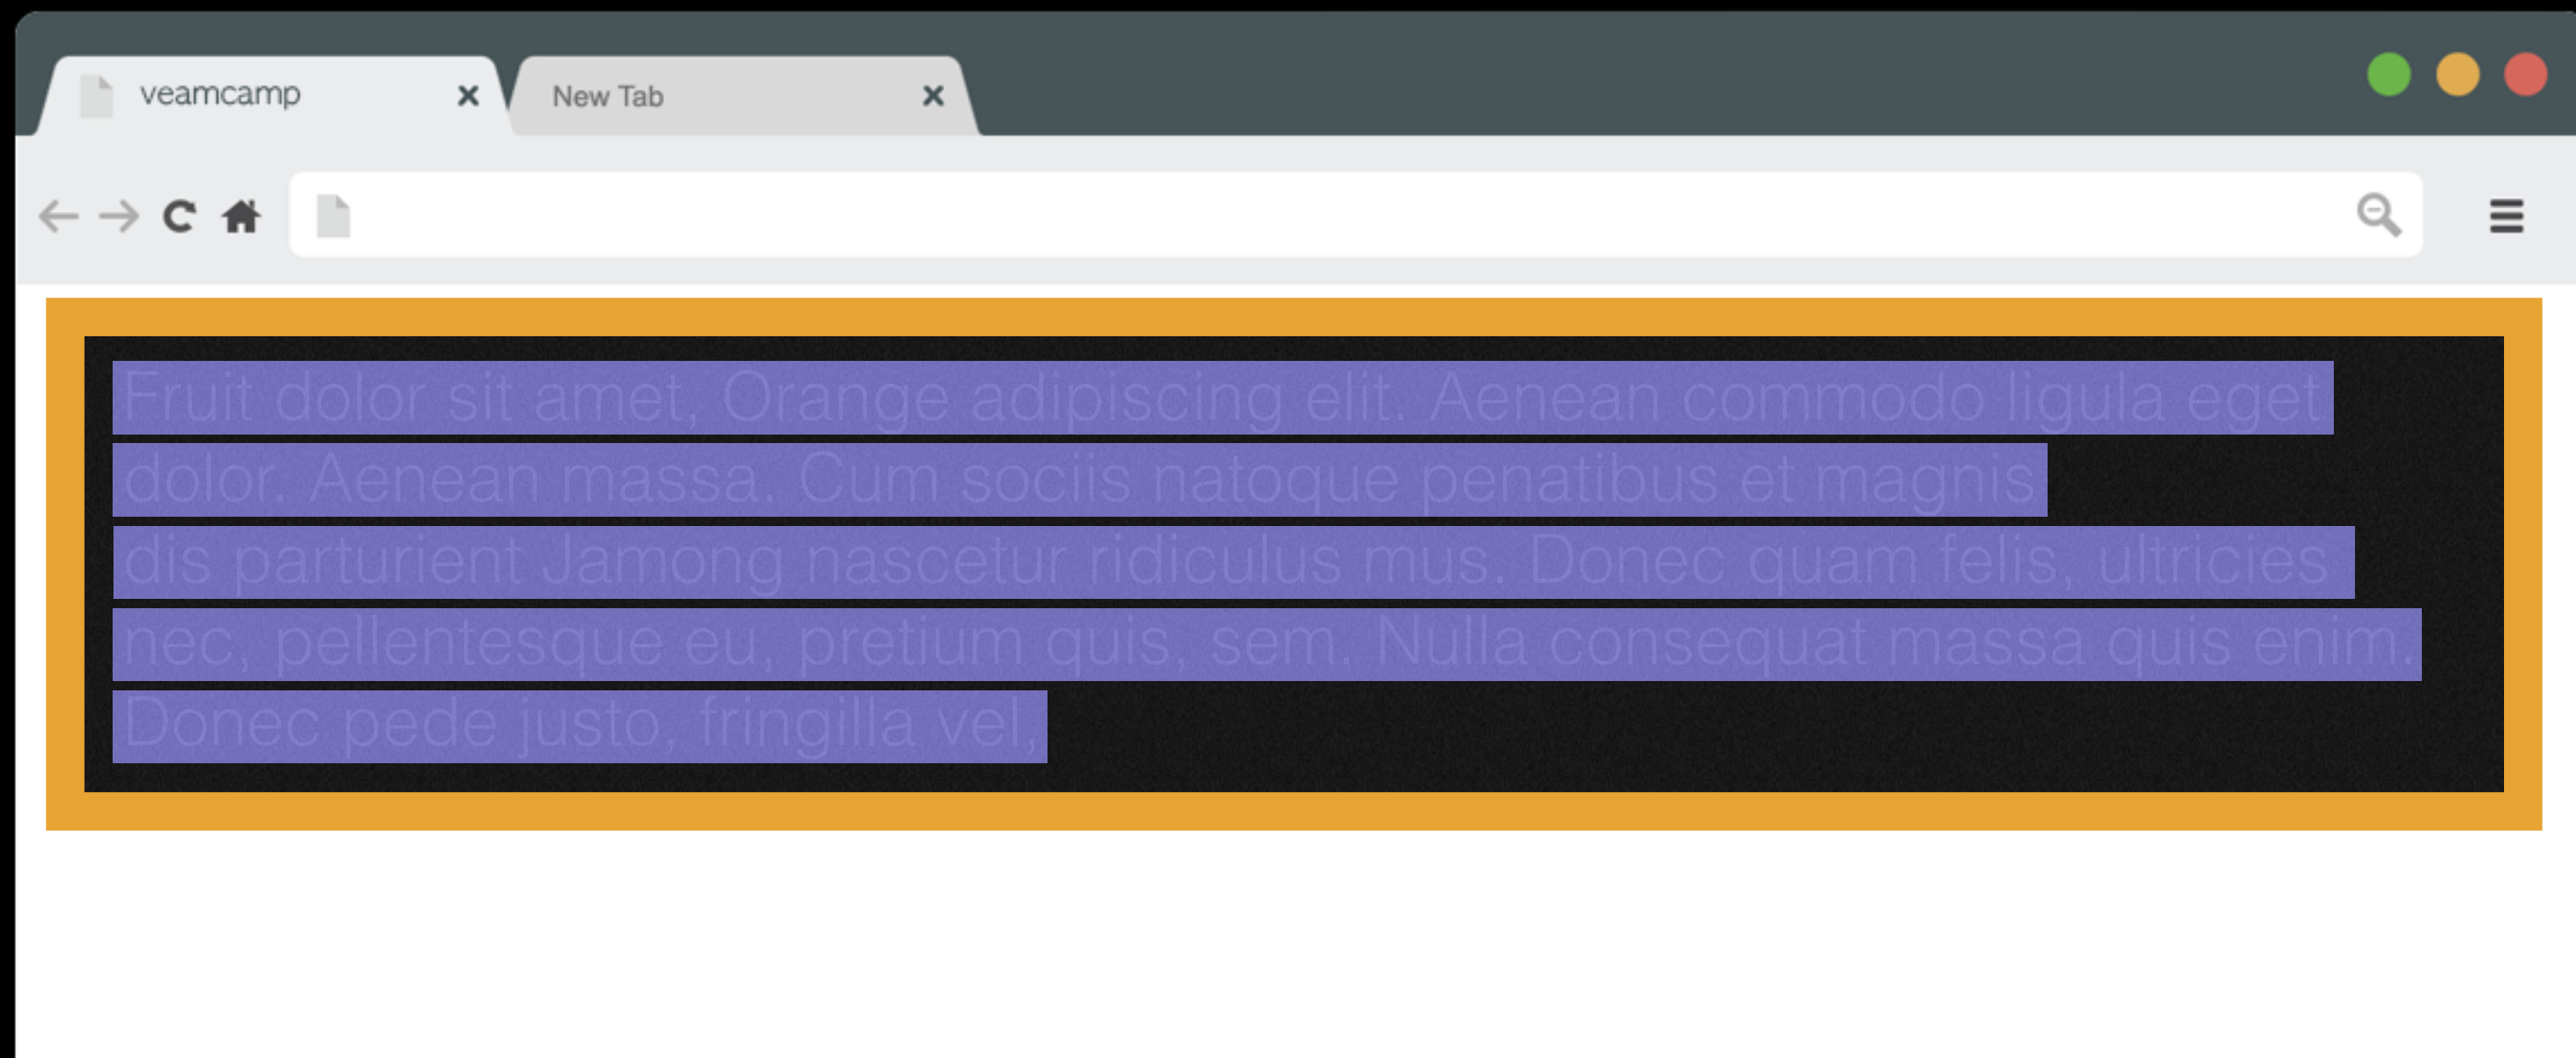 veamcamp
New Tab
Fruit dolor sit amet, Orange adipiscing elit. Aenean commodo ligula eget
dolor. Aenean massa. Cum sociis natoque penatibus et magnis
dis parturient Jamong nascetur ridiculus mus. Donec quam felis, ultricies
nec, pellentesque eu, pretium quis, sem. Nulla consequat massa quis enim.
Donec pede justo, fringilla vel,